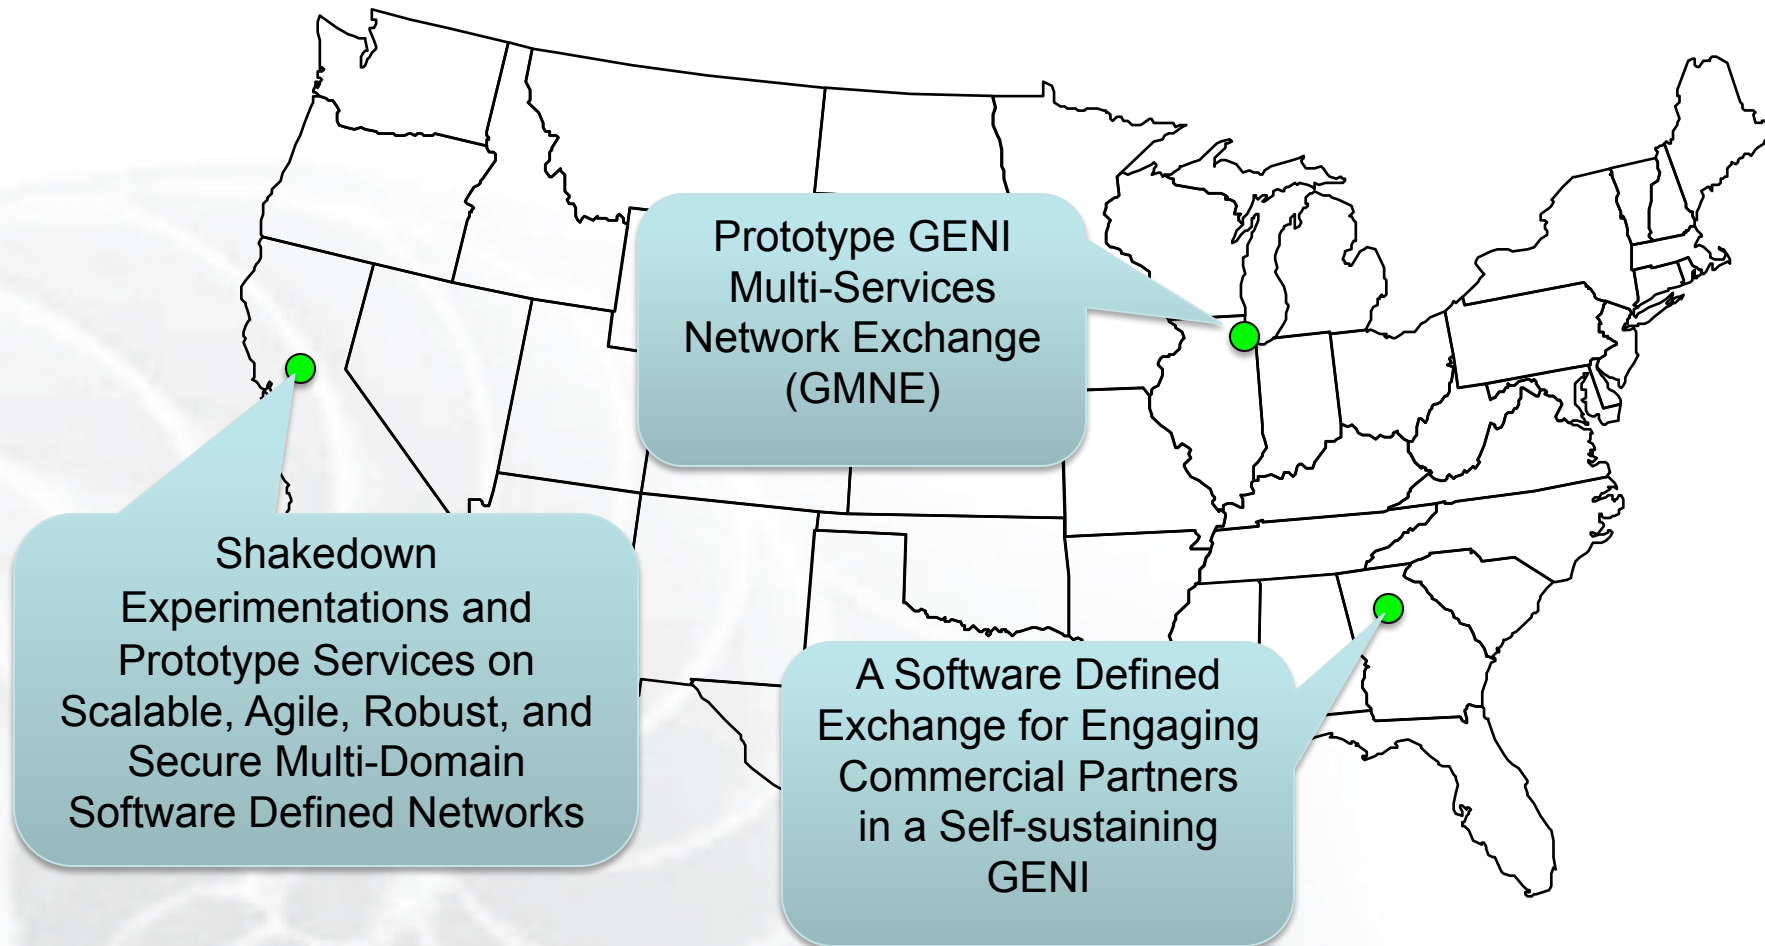 Prototype GENI
Multi-Services
Network Exchange
(GMNE)
Shakedown
Experimentations and
Prototype Services on
Scalable, Agile, Robust, and
Secure Multi-Domain
Software Defined Networks
A Software Defined
Exchange for Engaging
Commercial Partners
in a Self-sustaining
GENI